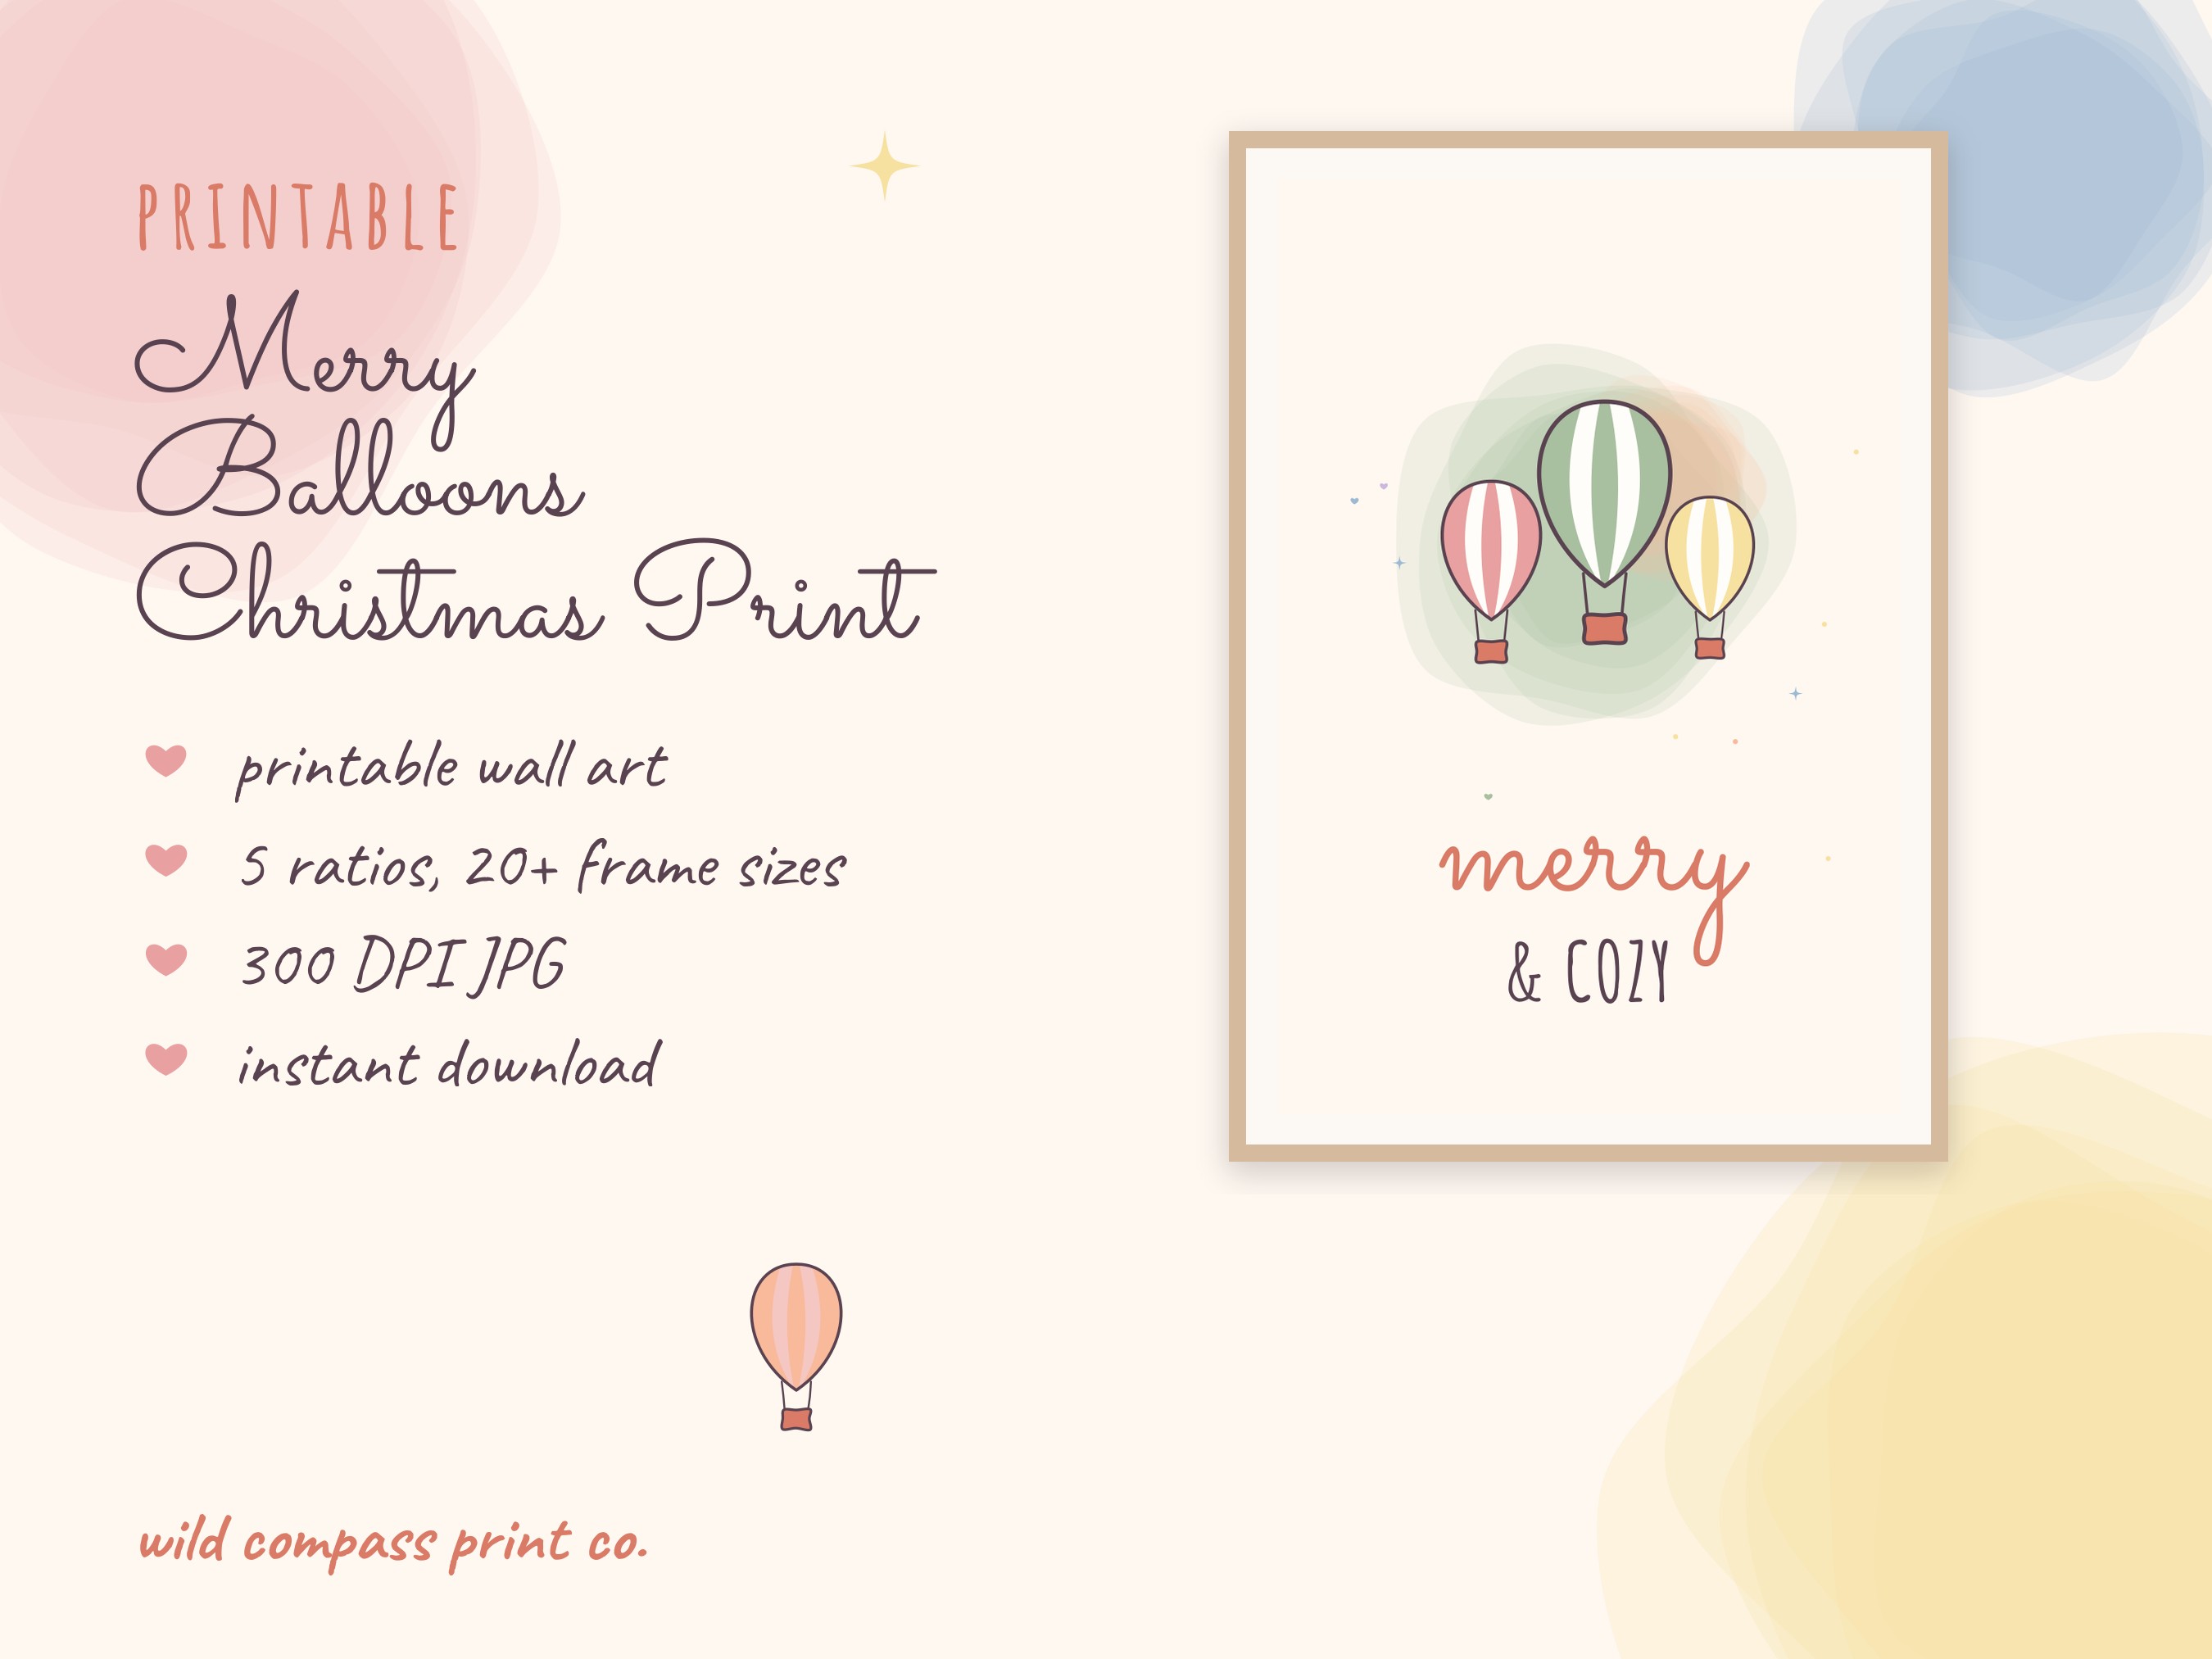 PRINTABLE
Merry
Balloons
Christmas Print
printable wall art
5 ratios, 20+ frame sizes
300 DPI JPG
instant download
wild compass print co.
merry
& COZY